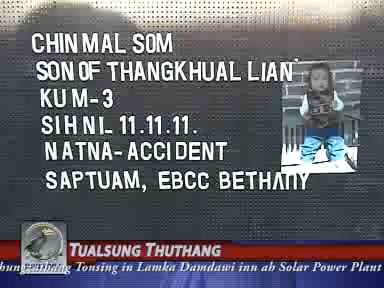 CHIN MAL SOM
SON OF THANGKHUAL LIAN
KUM-3
SIHNI- 11.11.11.
NATNA- ACCIDENT
SAPTUAM, EBCC BETHANY
TUALSUNG THUTHANG
Tonsing in Lamka Damdawi inn ah Solar Power Plant